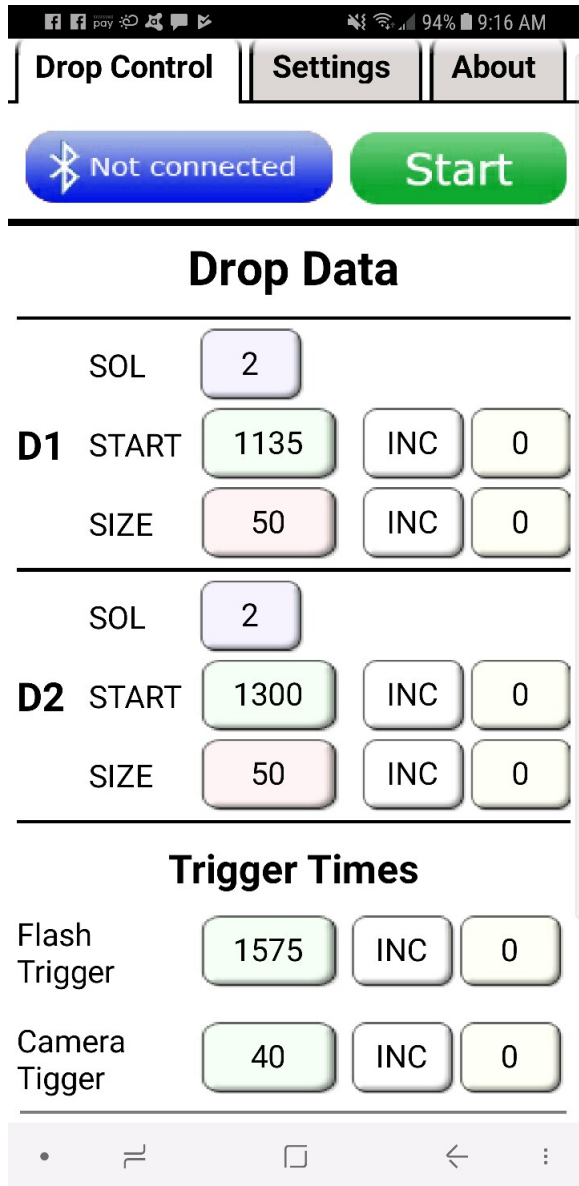 pay 94% 9:16 AM
Drop Control Settings About
Not connected Start
Drop Data
SOL 2
D1 START 1135 INC 0
SIZE 50 INC 0
SOL 2
D2 START 1300 INC 0
SIZE 50 INC 0
Trigger Times
Flash
Trigger 1575 INC 0
Camera
Tigger 40 INC 0